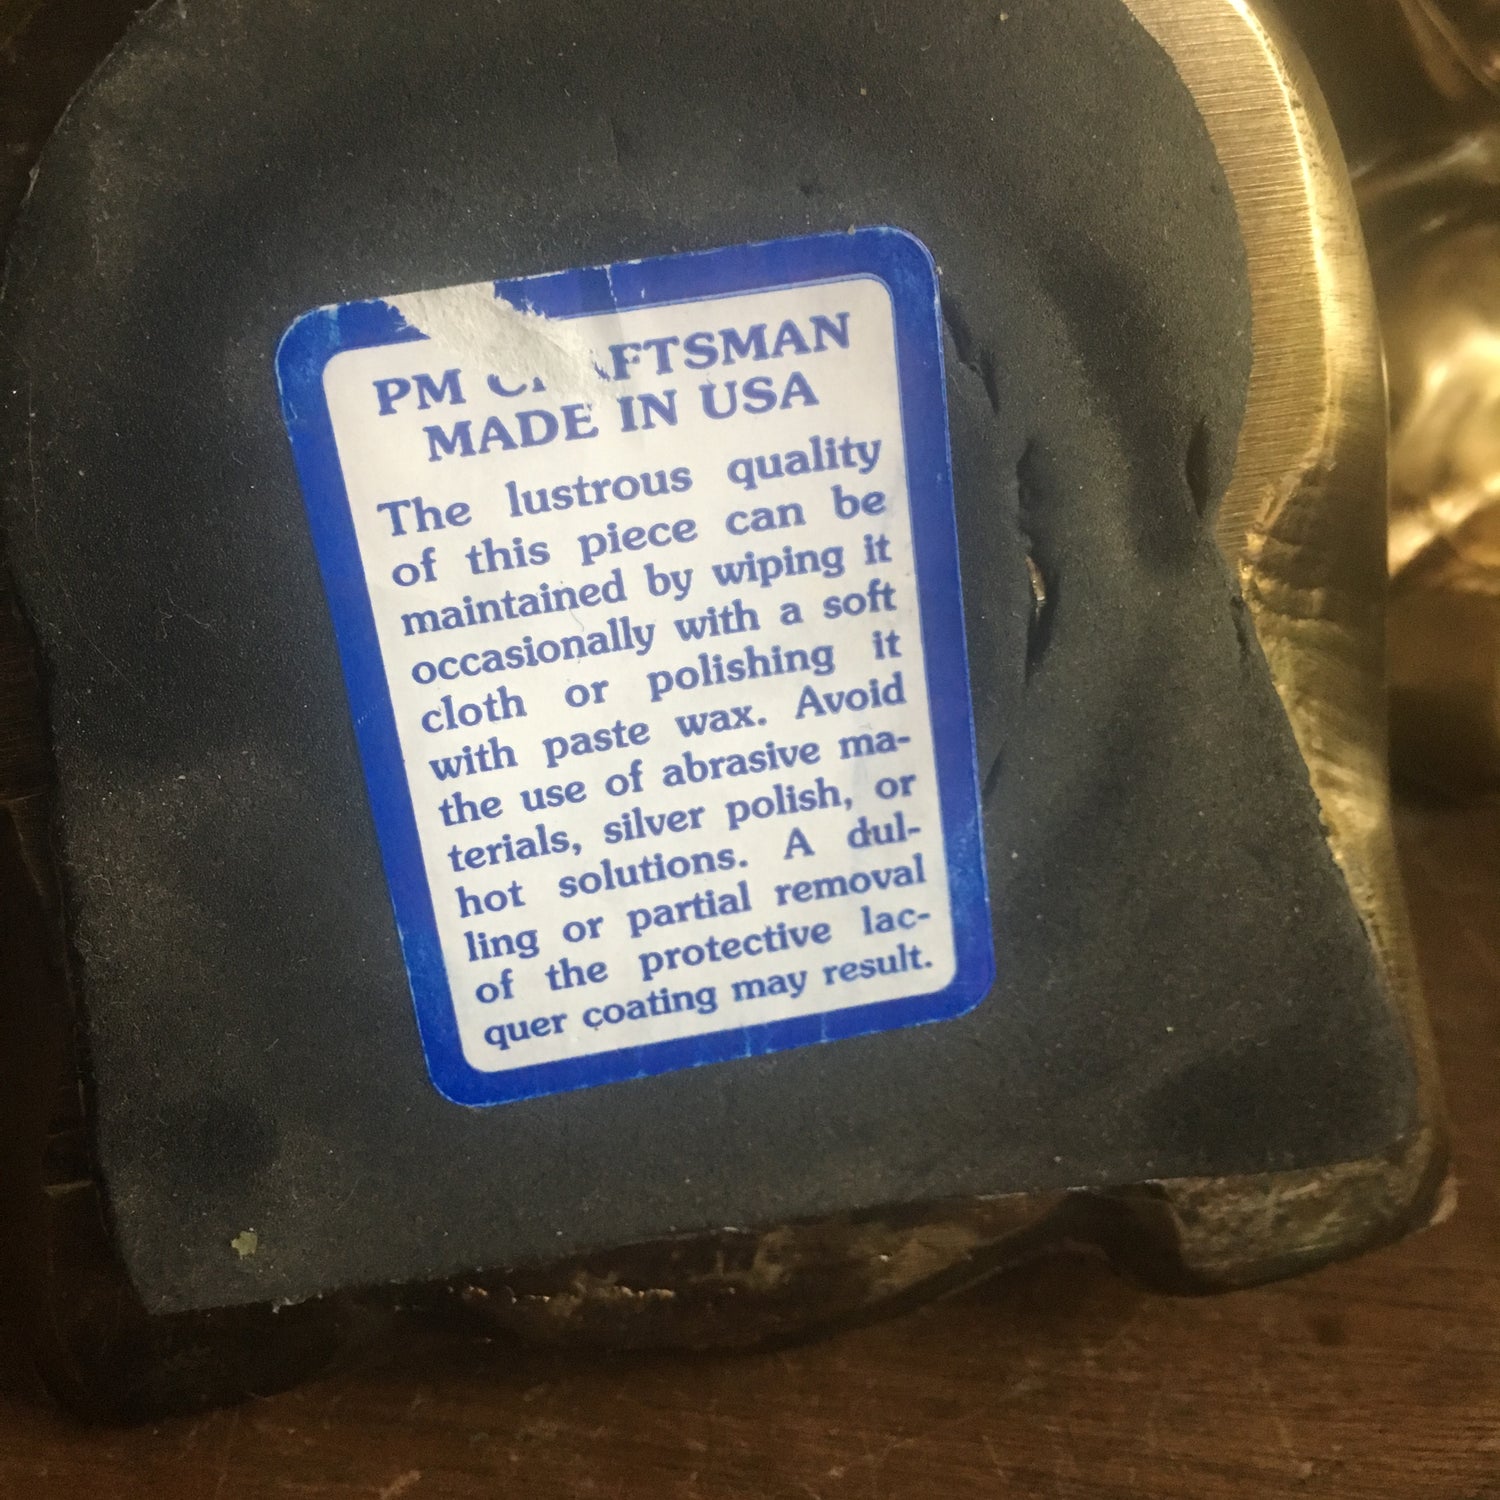 PM CRAFTSMAN
MADE IN USA
The lustrous quality
of this piece can be
maintained by wiping it
occasionally with a soft
cloth or polishing it
with paste wax. Avoid
the use of abrasive ma-
terials, silver polish, or
hot solutions. A dul-
ling or partial removal
of the protective lac-
quer coating may result.